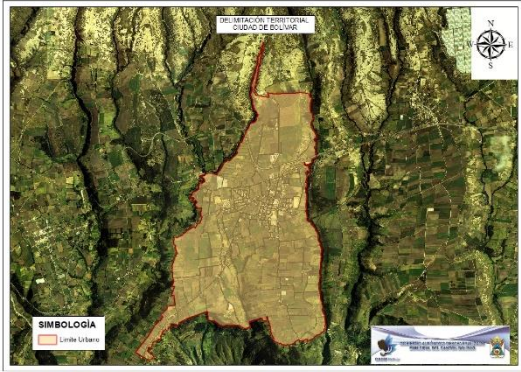 DELIMITACIÓN TERRITORIAL
CIUDAD DE BOLÍVAR
N
W E
S
SIMBOLOGÍA
Límite Urbano